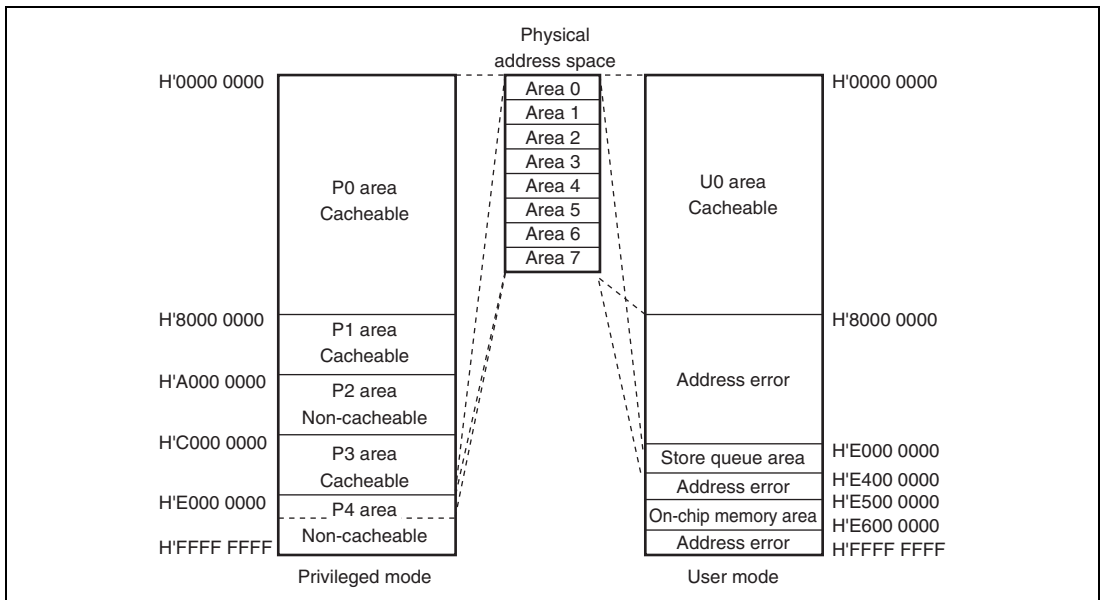 Physical
address space
H'0000 0000
H'0000 0000
Area 0
Area 1
Area 2
Area 3
Area 4
Area 5
Area 6
Area 7
P0 area
Cacheable
U0 area
Cacheable
H'8000 0000
H'8000 0000
P1 area
Cacheable
H'A000 0000
P2 area
Non-cacheable
Address error
H'C000 0000
P3 area
Cacheable
H'E000 0000
Store queue area
H'E400 0000
Address error
H'E000 0000
P4 area
Non-cacheable
H'E500 0000
On-chip memory area
H'E600 0000
Address error
H'FFFF FFFF
H'FFFF FFFF
Privileged mode
User mode